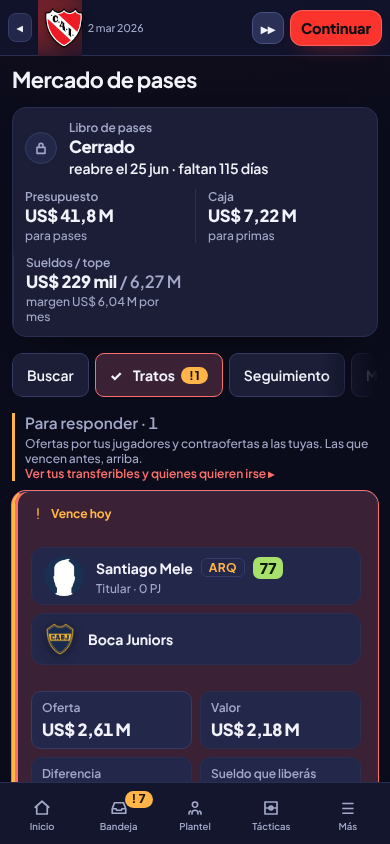 ◂
C.A.I.
2 mar 2026
▸▸
Continuar
Mercado de pases
Libro de pases
Cerrado
reabre el 25 jun · faltan 115 días
Presupuesto
US$ 41,8 M
para pases
Caja
US$ 7,22 M
para primas
Sueldos / tope
US$ 229 mil / 6,27 M
margen US$ 6,04 M por
mes
Buscar
✓ Tratos !1
Seguimiento
M
Para responder · 1
Ofertas por tus jugadores y contraofertas a las tuyas. Las que
vencen antes, arriba.
Ver tus transferibles y quienes quieren irse ▸
! Vence hoy
Santiago Mele ARQ 77
Titular · 0 PJ
CABJ
Boca Juniors
Oferta
US$ 2,61 M
Valor
US$ 2,18 M
Diferencia
Sueldo que liberás
! 7
Inicio
Bandeja
Plantel
Tácticas
Más